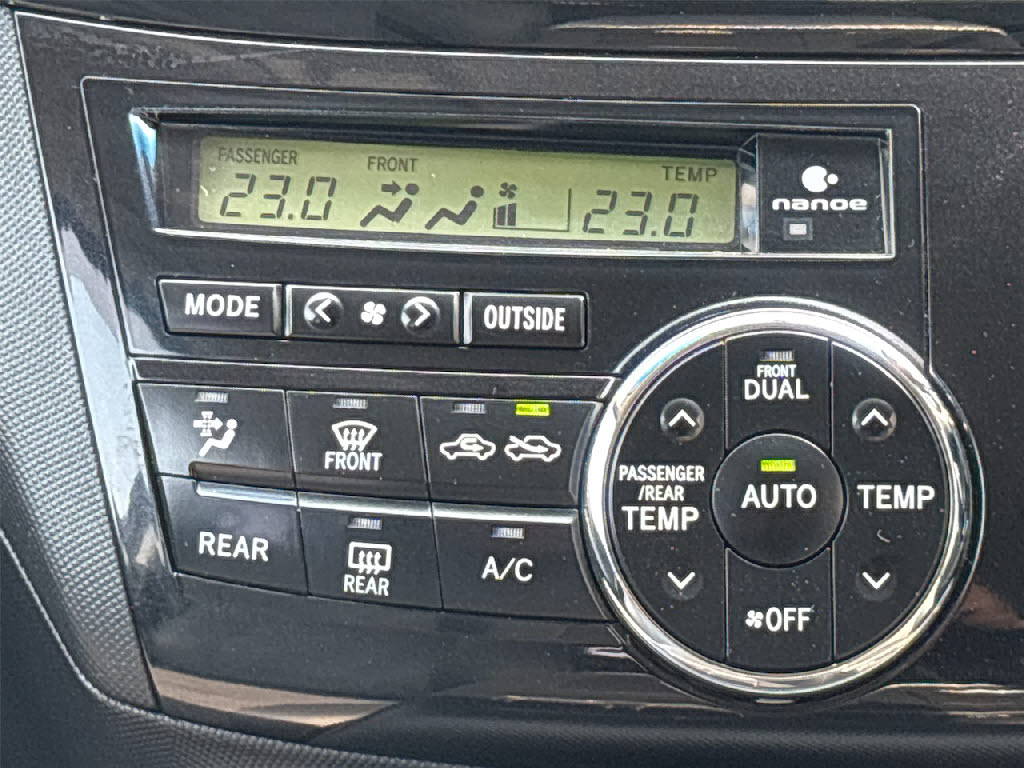 PASSENGER FRONT TEMP
23.0 23.0
nanoe
MODE
OUTSIDE
FRONT
DUAL
FRONT
PASSENGER
/REAR
TEMP
AUTO
TEMP
REAR
REAR
A/C
OFF